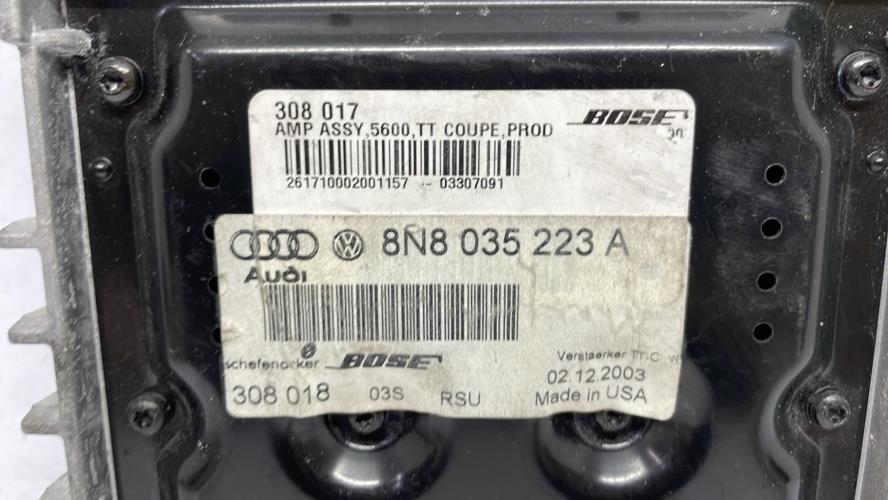 308 017
AMP ASSY,5600,TT COUPE,PROD BOSE
261710002001157 -- 03307091
8N8 035 223 A
Audi
schefenacker BOSE Verstaerker TT-C W
02.12.2003
308 018 03S RSU Made in USA